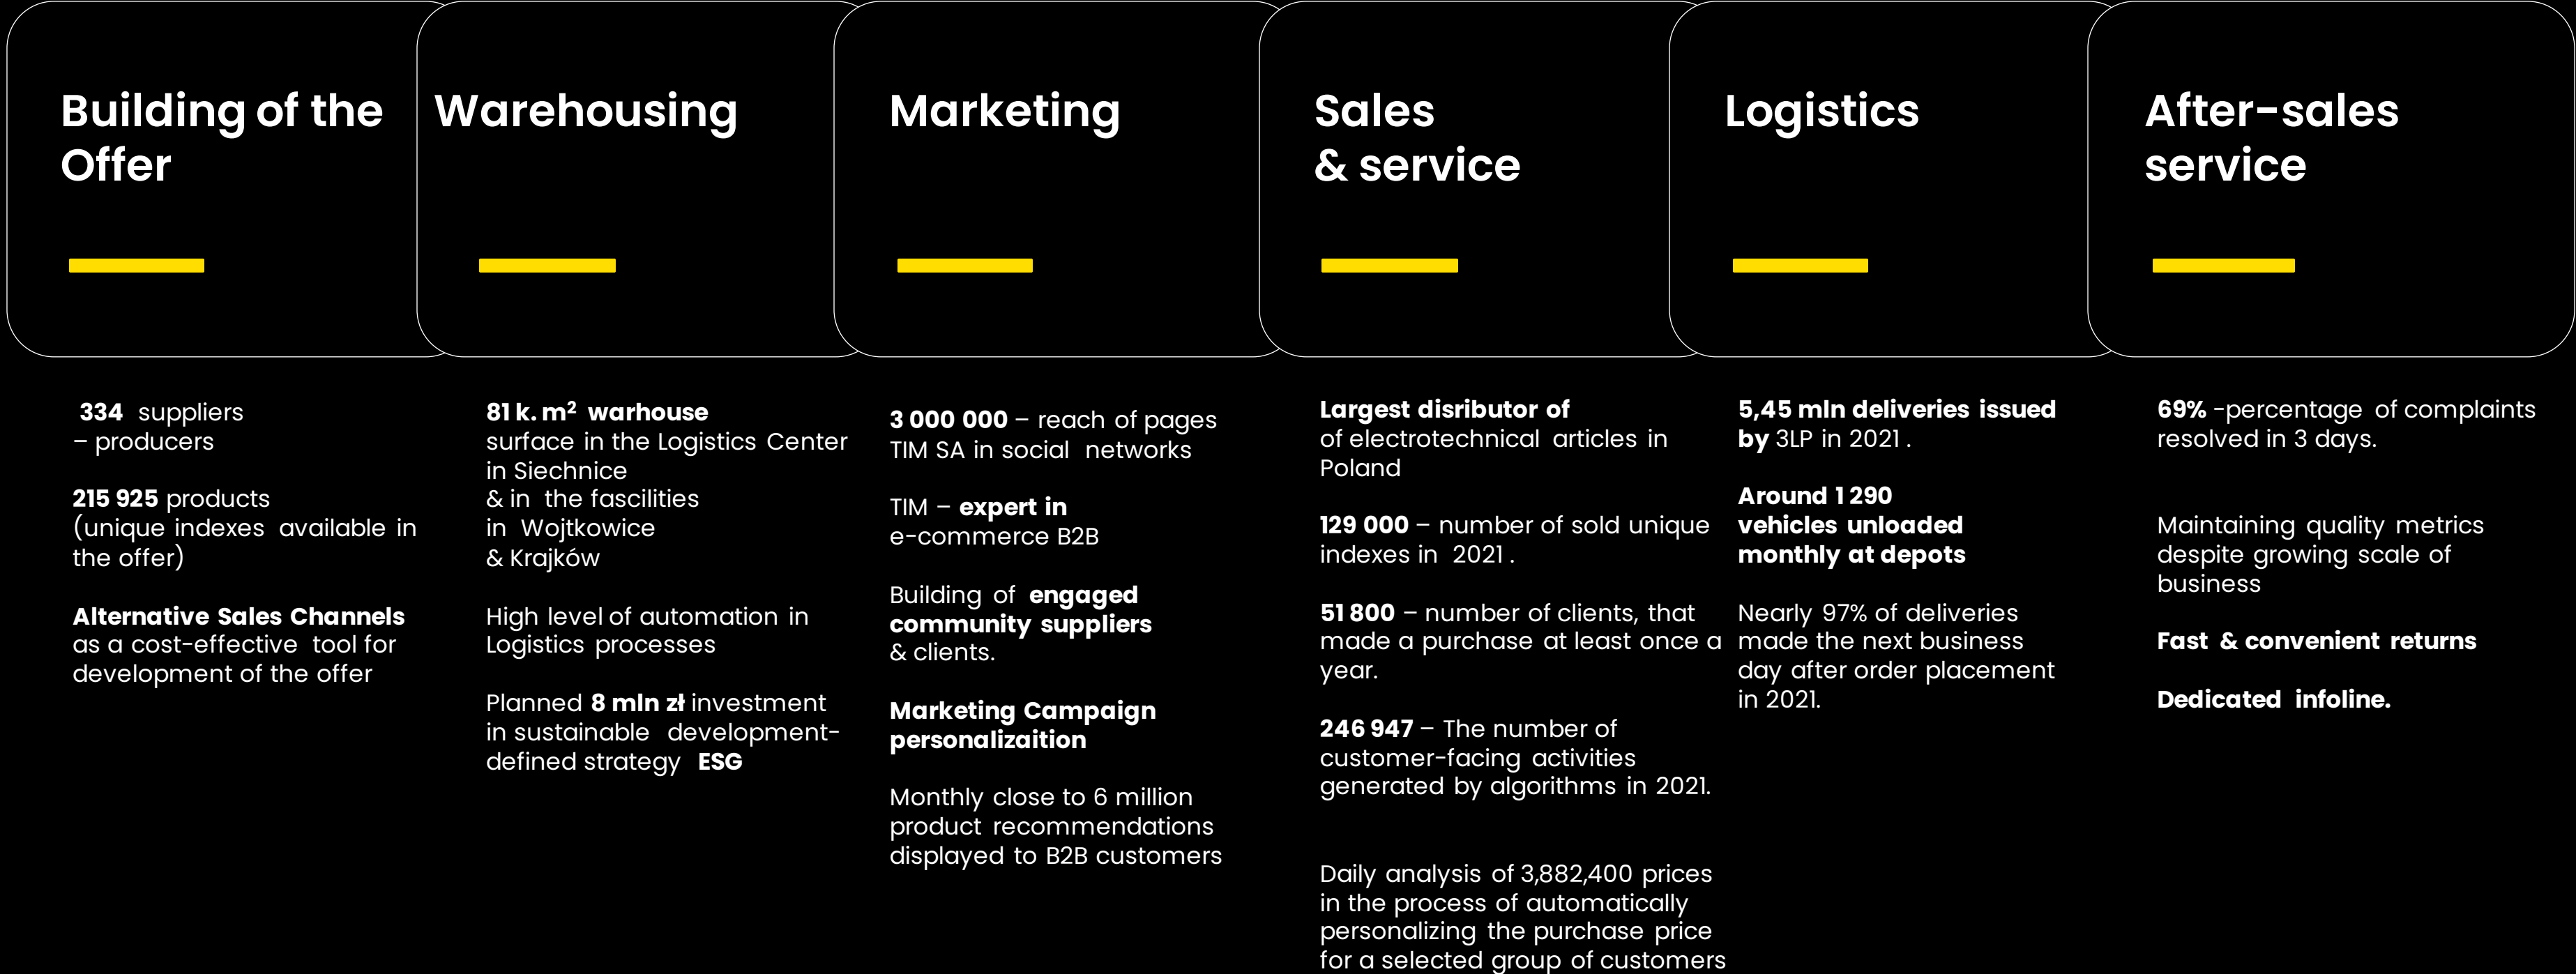 Building of the
Offer
Warehousing
Marketing
Sales
& service
Logistics
After-sales
service
334 suppliers
– producers
215 925 products
(unique indexes available in
the offer)
Alternative Sales Channels
as a cost-effective tool for
development of the offer
81 k. m² warhouse
surface in the Logistics Center
in Siechnice
& in the fascilities
in Wojtkowice
& Krajków
High level of automation in
Logistics processes
Planned 8 mln zł investment
in sustainable development-
defined strategy ESG
3 000 000 – reach of pages
TIM SA in social networks
TIM – expert in
e-commerce B2B
Building of engaged
community suppliers
& clients.
Marketing Campaign
personalizaition
Monthly close to 6 million
product recommendations
displayed to B2B customers
Largest disributor of
of electrotechnical articles in
Poland
129 000 – number of sold unique
indexes in 2021 .
51 800 – number of clients, that
made a purchase at least once a
year.
246 947 – The number of
customer-facing activities
generated by algorithms in 2021.
Daily analysis of 3,882,400 prices
in the process of automatically
personalizing the purchase price
for a selected group of customers
5,45 mln deliveries issued
by 3LP in 2021 .
Around 1 290
vehicles unloaded
monthly at depots
Nearly 97% of deliveries
made the next business
day after order placement
in 2021.
69% -percentage of complaints
resolved in 3 days.
Maintaining quality metrics
despite growing scale of
business
Fast & convenient returns
Dedicated infoline.